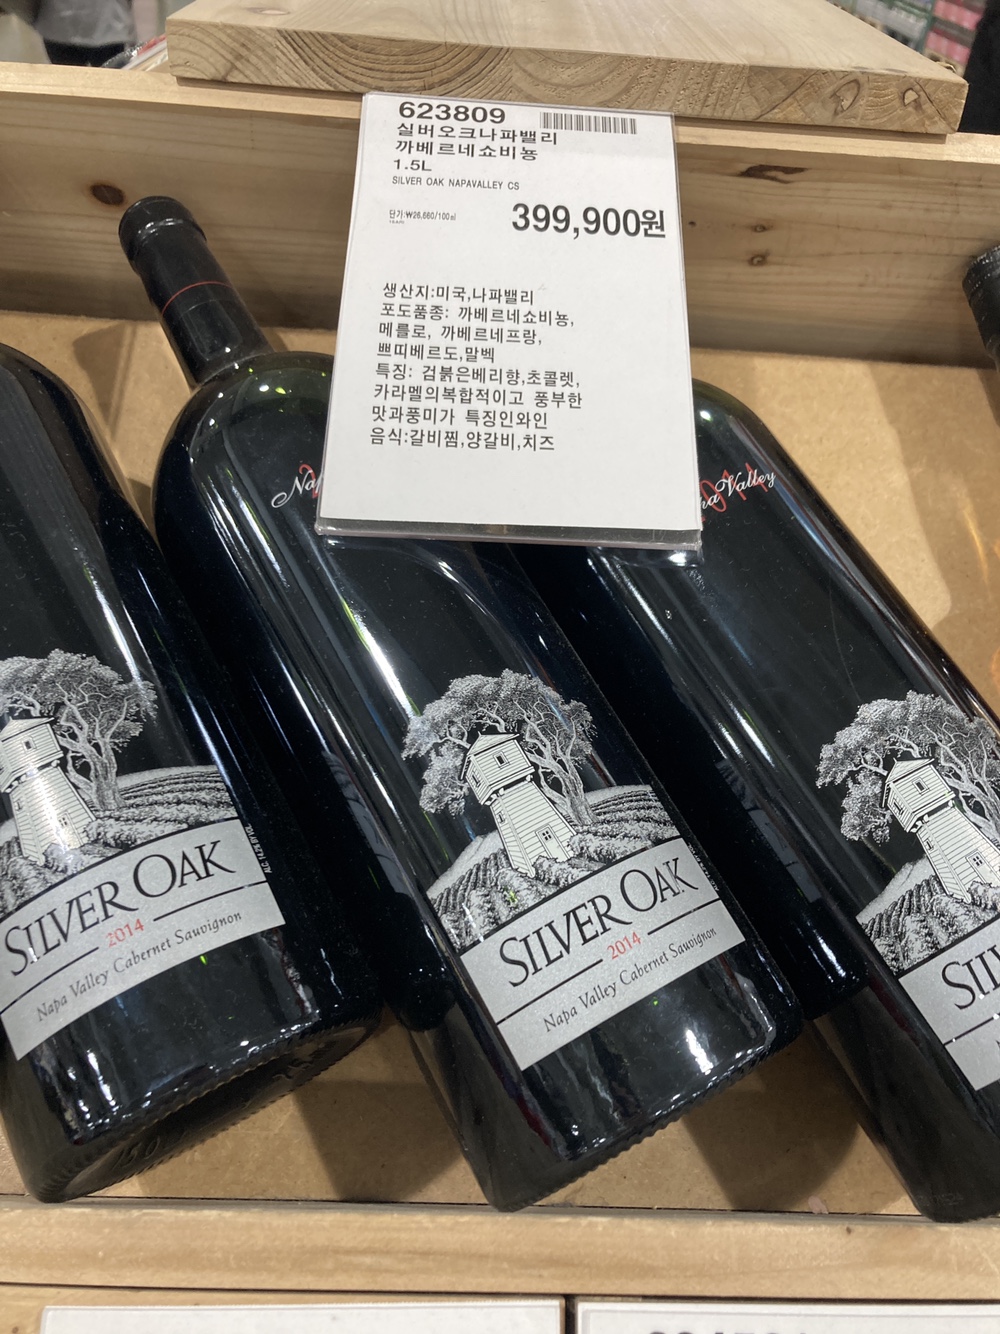 623809
실버오크나파밸리
까베르네쇼비뇽
1.5L
SILVER OAK NAPAVALLEY CS
단가:₩26,660/100㎖
399,900원
생산지:미국,나파밸리
포도품종: 까베르네쇼비뇽,
메를로, 까베르네프랑,
쁘띠베르도,말벡
특징: 검붉은베리향,초콜렛,
카라멜의복합적이고 풍부한
맛과풍미가 특징인와인
음식:갈비찜,양갈비,치즈
Valley
SILVER OAK
2014
Napa Valley Cabernet Sauvignon
SILVER OAK
2014
Napa Valley Cabernet Sauvignon